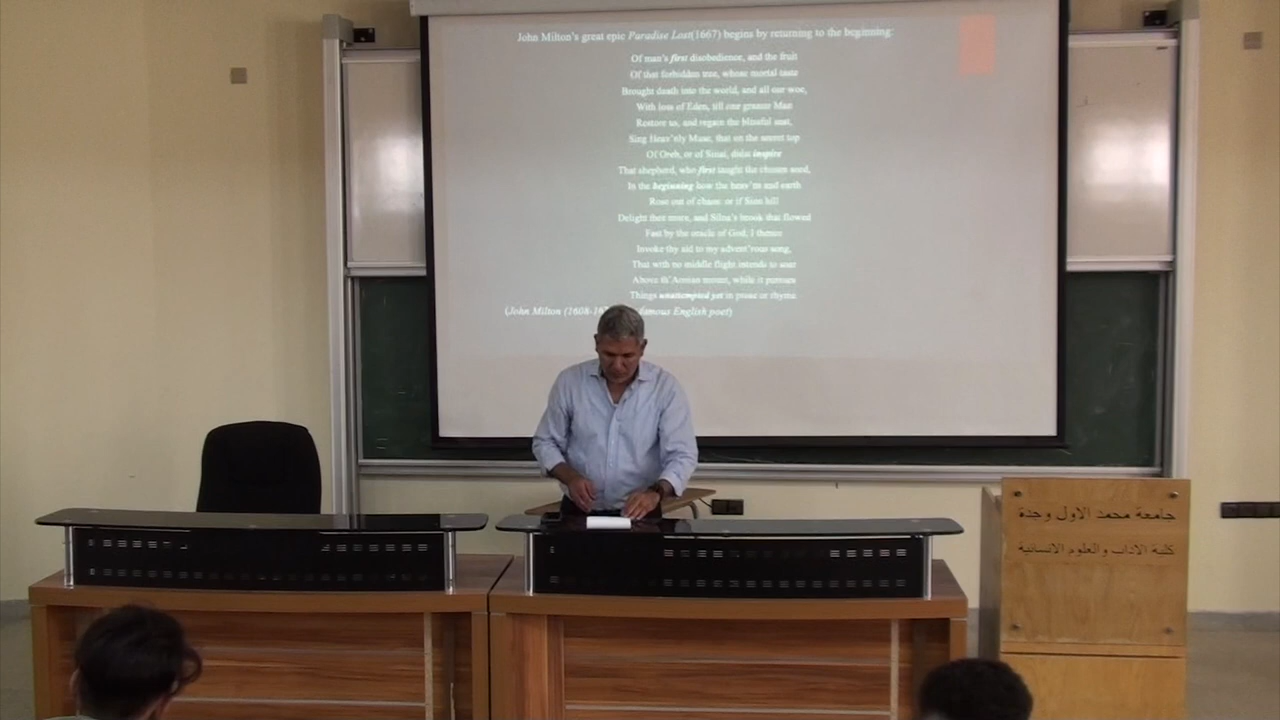 John Milton's great epic Paradise Lost(1667) begins by returning to the beginning:
Of man's first disobedience, and the fruit
Of that forbidden tree, whose mortal taste
Brought death into the world, and all our woe,
With loss of Eden, till one greater Man
Restore us, and regain the blissful seat,
Sing Heav'nly Muse, that on the secret top
Of Oreb, or of Sinai, didst inspire
That shepherd, who first taught the chosen seed,
In the beginning how the heav'ns and earth
Rose out of chaos: or if Sion hill
Delight thee more, and Siloa's brook that flowed
Fast by the oracle of God; I thence
Invoke thy aid to my advent'rous song,
That with no middle flight intends to soar
Above th'Aonian mount, while it pursues
Things unattempted yet in prose or rhyme
(John Milton (1608- famous English poet)
جامعة محمد الاول وجدة
كلية الآداب والعلوم الانسانية